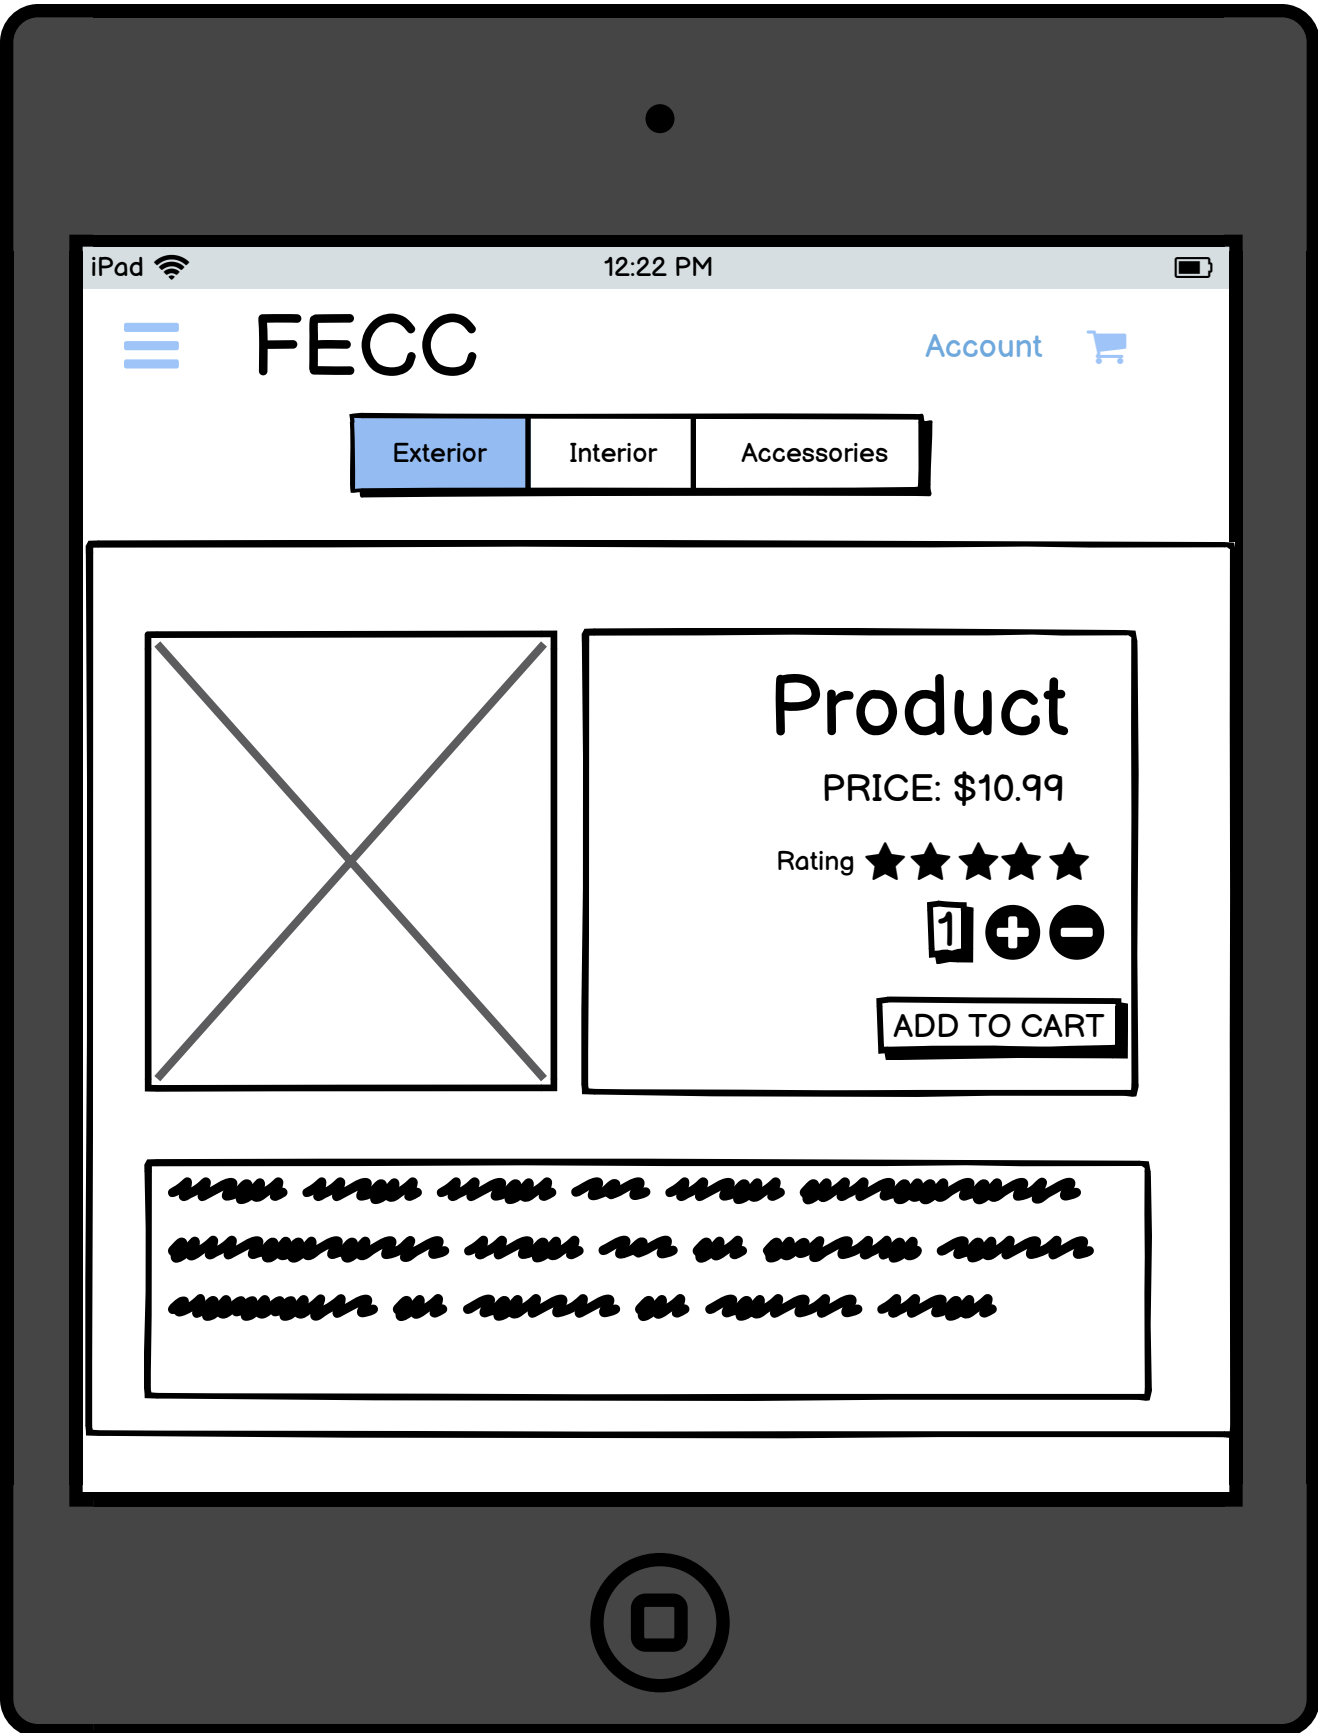 iPad 12:22 PM
FECC Account
Exterior Interior Accessories
Product
PRICE: $10.99
Rating
1
ADD TO CART